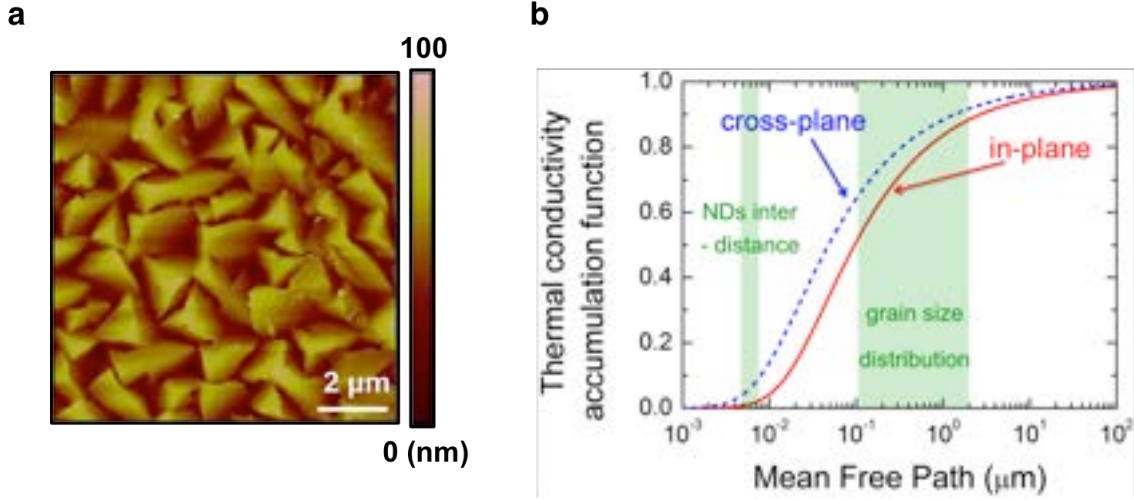 a
100
2 μm
0 (nm)
b
Thermal conductivity
accumulation function
1.0
0.8
0.6
0.4
0.2
0.0
cross-plane
in-plane
NDs inter
- distance
grain size
distribution
10⁻³
10⁻²
10⁻¹
10⁰
10¹
10²
Mean Free Path (μm)